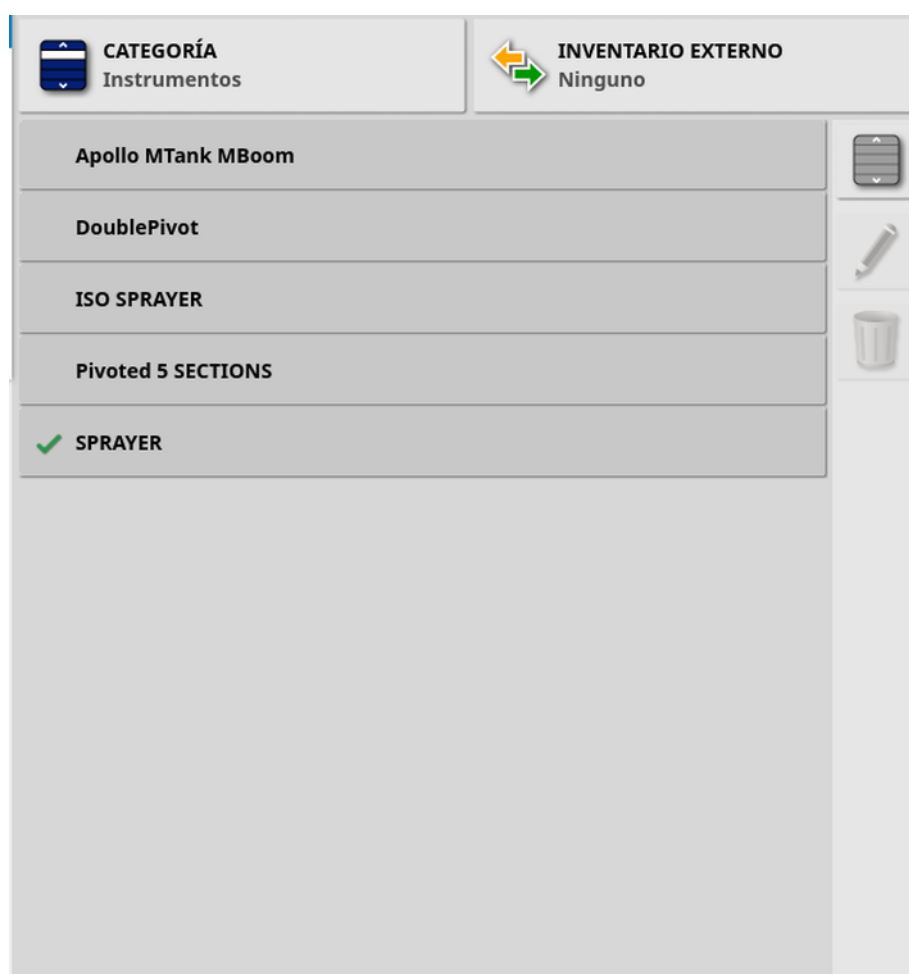 CATEGORÍA
Instrumentos
INVENTARIO EXTERNO
Ninguno
Apollo MTank MBoom
DoublePivot
ISO SPRAYER
Pivoted 5 SECTIONS
SPRAYER